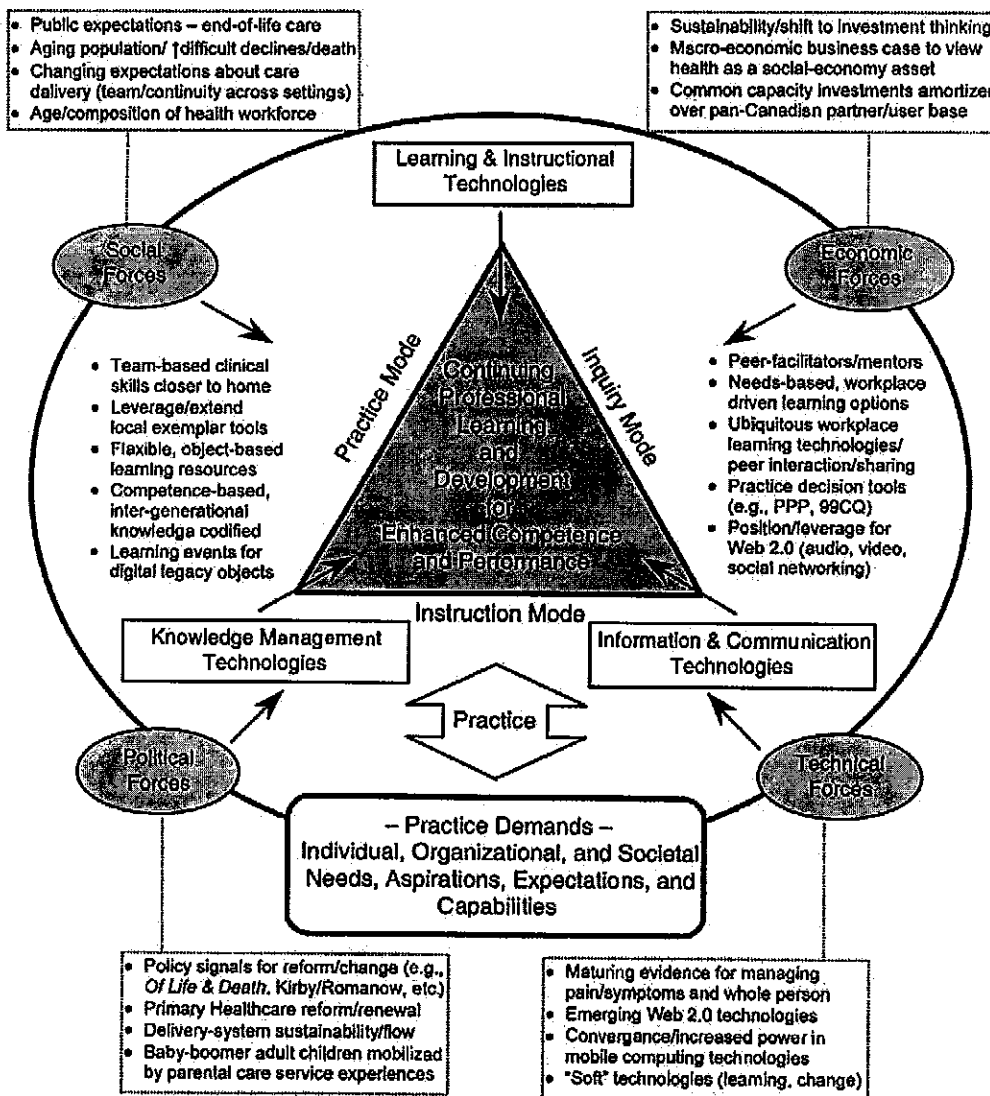 • Public expectations – end-of-life care
• Aging population/ ↑difficult declines/death
• Changing expectations about care
delivery (team/continuity across settings)
• Age/composition of health workforce
• Sustainability/shift to investment thinking
• Macro-economic business case to view
health as a social-economy asset
• Common capacity investments amortized
over pan-Canadian partner/user base
Learning & Instructional
Technologies
Social
Forces
Economic
Forces
Practice Mode
Inquiry Mode
Continuing
Professional
Learning
and
Development
for
Enhanced Competence
and Performance
Instruction Mode
• Team-based clinical
skills closer to home
• Leverage/extend
local exemplar tools
• Flexible, object-based
learning resources
• Competence-based,
inter-generational
knowledge codified
• Learning events for
digital legacy objects
• Peer-facilitators/mentors
• Needs-based, workplace
driven learning options
• Ubiquitous workplace
learning technologies/
peer interaction/sharing
• Practice decision tools
(e.g., PPP, 99CQ)
• Position/leverage for
Web 2.0 (audio, video,
social networking)
Knowledge Management
Technologies
Information & Communication
Technologies
Practice
Political
Forces
Technical
Forces
– Practice Demands –
Individual, Organizational, and Societal
Needs, Aspirations, Expectations, and
Capabilities
• Policy signals for reform/change (e.g.,
Of Life & Death, Kirby/Romanow, etc.)
• Primary Healthcare reform/renewal
• Delivery-system sustainability/flow
• Baby-boomer adult children mobilized
by parental care service experiences
• Maturing evidence for managing
pain/symptoms and whole person
• Emerging Web 2.0 technologies
• Convergence/increased power in
mobile computing technologies
• "Soft" technologies (learning, change)